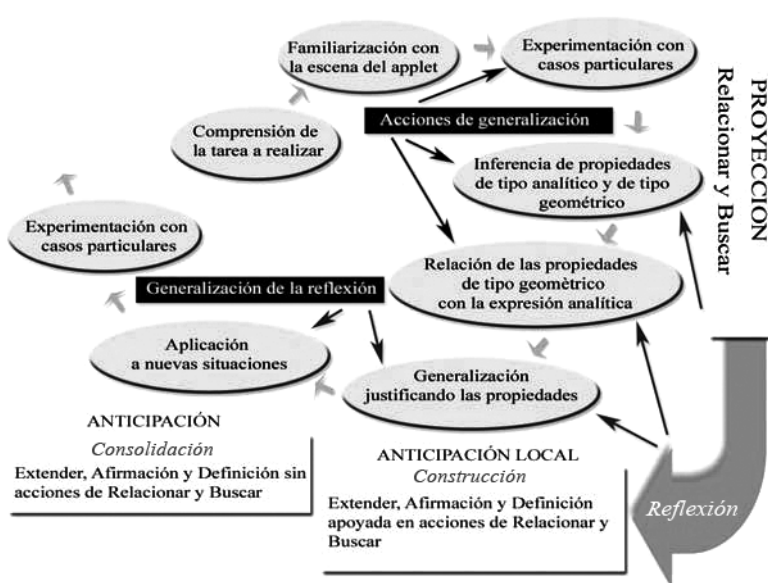 Familiarización con
la escena del applet
Experimentación con
casos particulares
Comprensión de
la tarea a realizar
Acciones de generalización
Inferencia de propiedades
de tipo analítico y de tipo
geométrico
PROYECCION
Relacionar y Buscar
Experimentación con
casos particulares
Relación de las propiedades
de tipo geomètrico
con la expresión analítica
Generalización de la reflexión
Aplicación
a nuevas situaciones
Generalización
justificando las propiedades
ANTICIPACIÓN
Consolidación
Extender, Afirmación y Definición sin
acciones de Relacionar y Buscar
ANTICIPACIÓN LOCAL
Construcción
Extender, Afirmación y Definición
apoyada en acciones de Relacionar y
Buscar
Reflexión